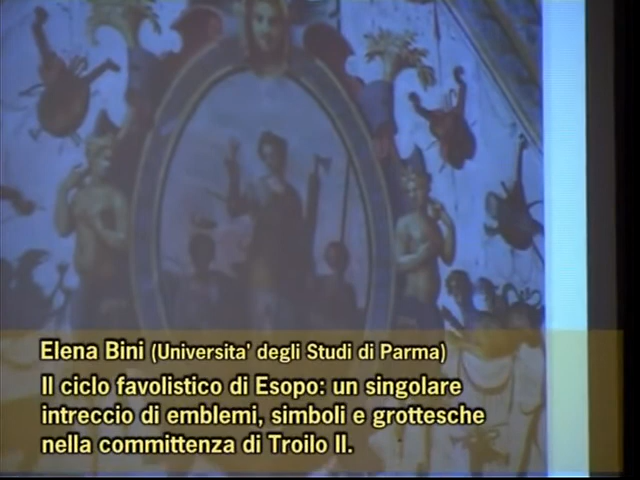 Elena Bini (Universita' degli Studi di Parma)
Il ciclo favolistico di Esopo: un singolare
intreccio di emblemi, simboli e grottesche
nella committenza di Troilo II.